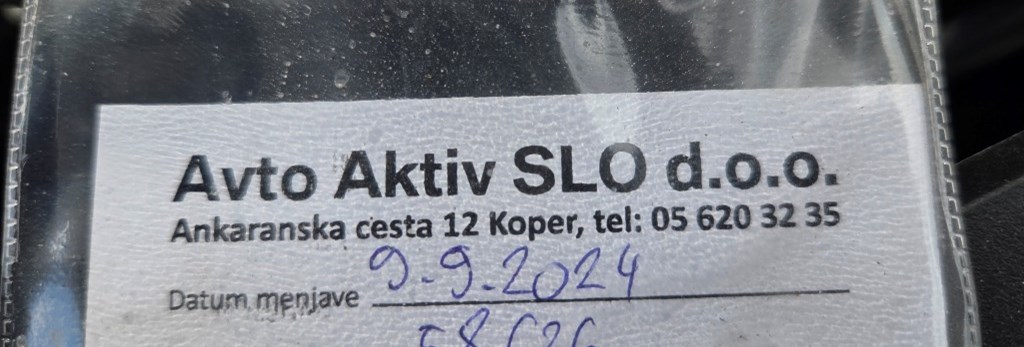 Avto Aktiv SLO d.o.o.
Ankaranska cesta 12 Koper, tel: 05 620 32 35
Datum menjave 9.9.2024